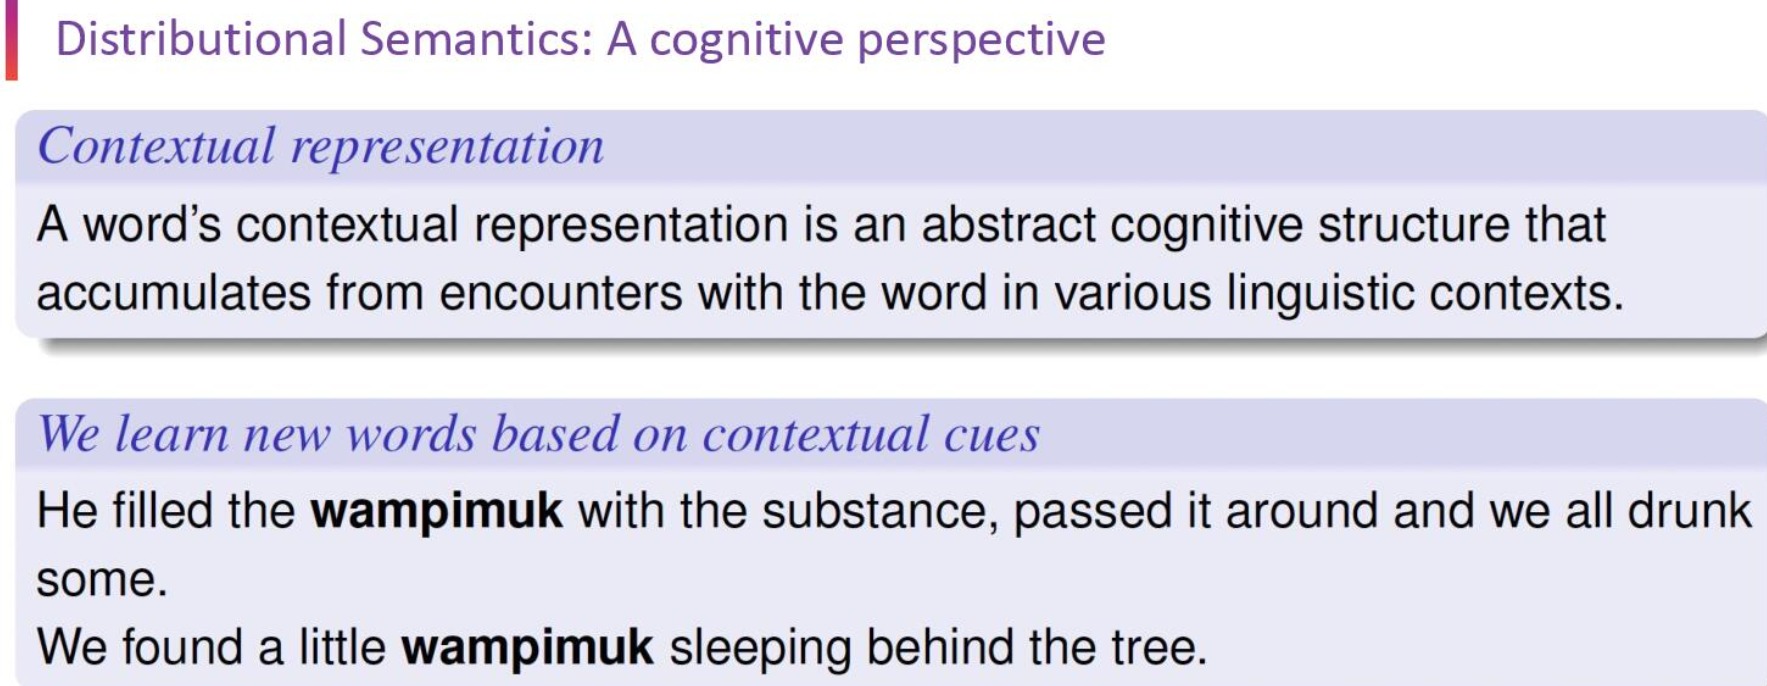 Distributional Semantics: A cognitive perspective
Contextual representation
A word’s contextual representation is an abstract cognitive structure that
accumulates from encounters with the word in various linguistic contexts.
We learn new words based on contextual cues
He filled the wampimuk with the substance, passed it around and we all drunk
some.
We found a little wampimuk sleeping behind the tree.